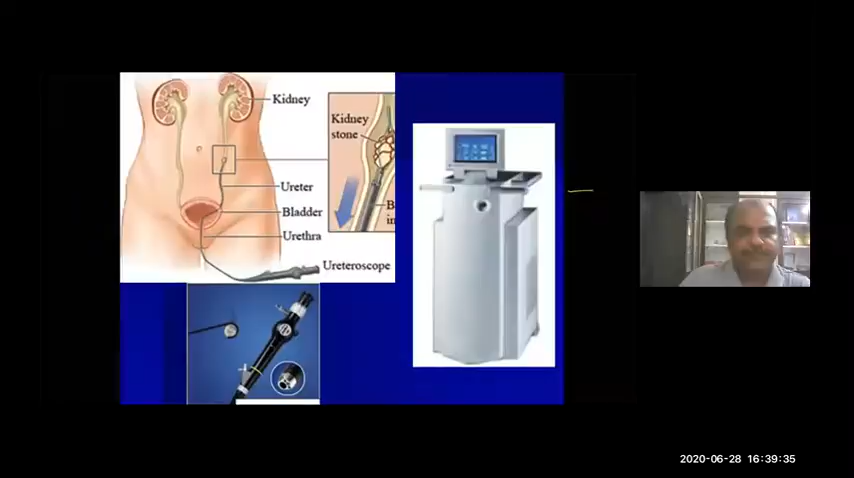 Kidney
Kidney
stone
Ureter
Bladder
Urethra
Ureteroscope
2020-06-28 16:39:35